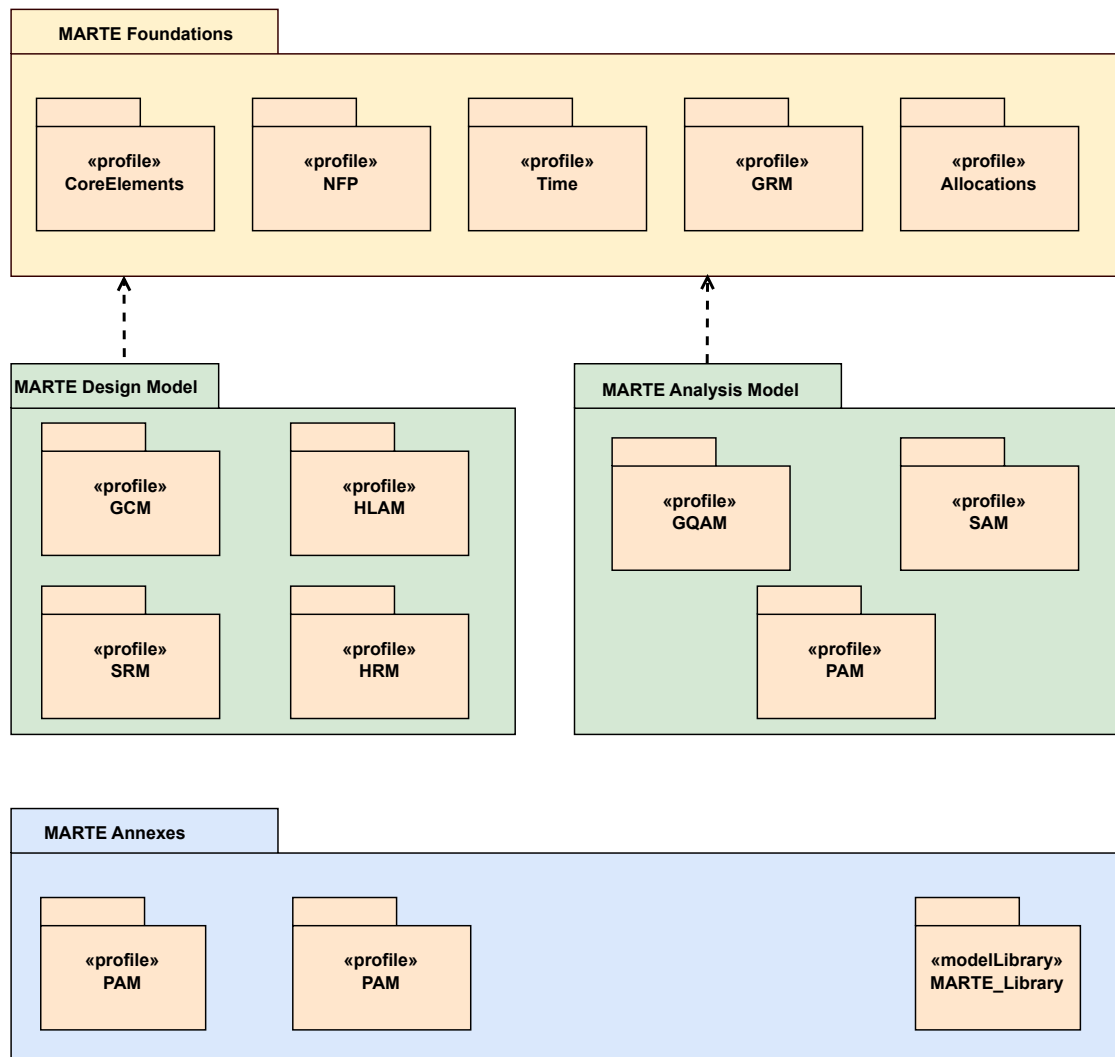 MARTE Foundations
«profile»
CoreElements
«profile»
NFP
«profile»
Time
«profile»
GRM
«profile»
Allocations
MARTE Design Model
«profile»
GCM
«profile»
HLAM
«profile»
SRM
«profile»
HRM
MARTE Analysis Model
«profile»
GQAM
«profile»
SAM
«profile»
PAM
MARTE Annexes
«profile»
PAM
«profile»
PAM
«modelLibrary»
MARTE_Library